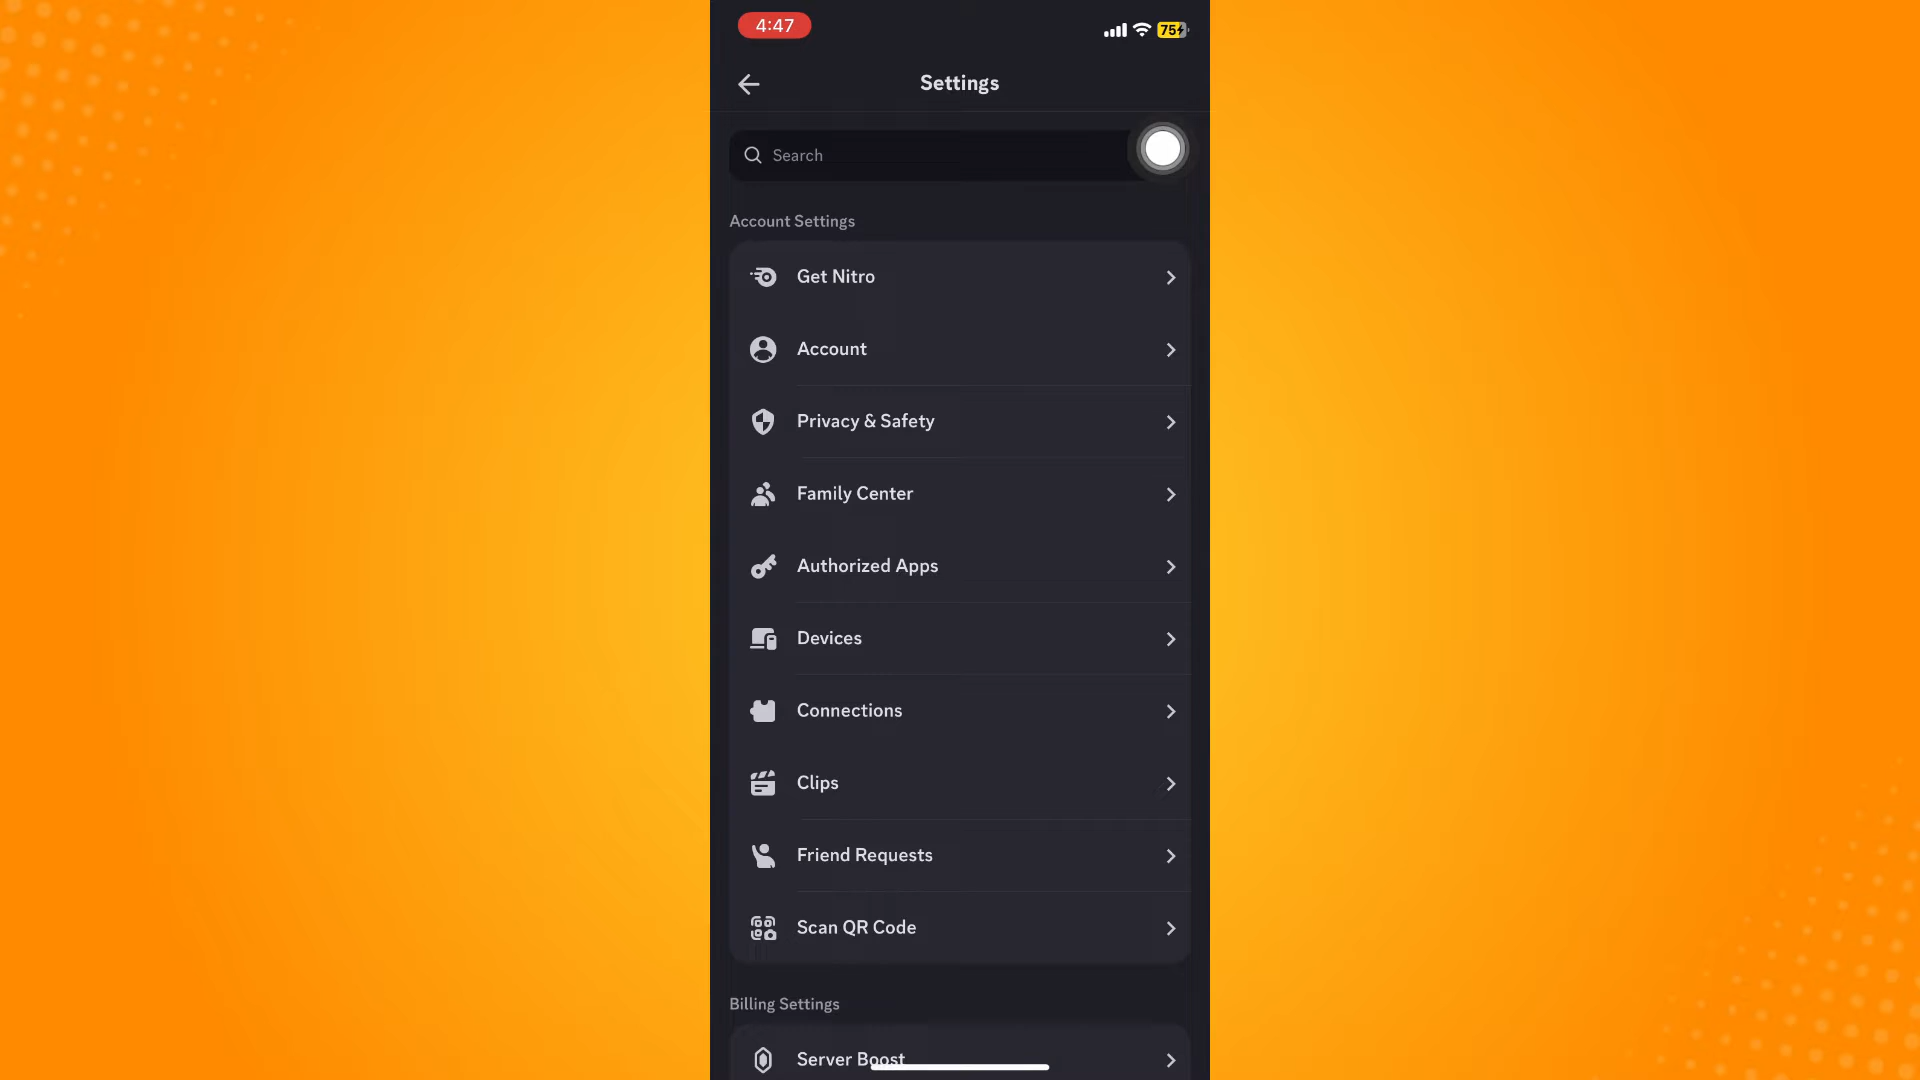 4:47
75
Settings
Search
Account Settings
Get Nitro
Account
Privacy & Safety
Family Center
Authorized Apps
Devices
Connections
Clips
Friend Requests
Scan QR Code
Billing Settings
Server Boost